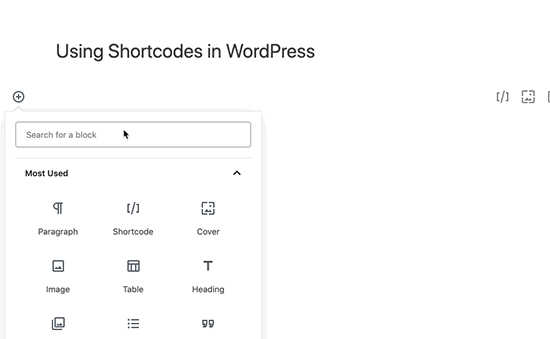 Using Shortcodes in WordPress
Search for a block
Most Used
Paragraph
Shortcode
Cover
Image
Table
Heading